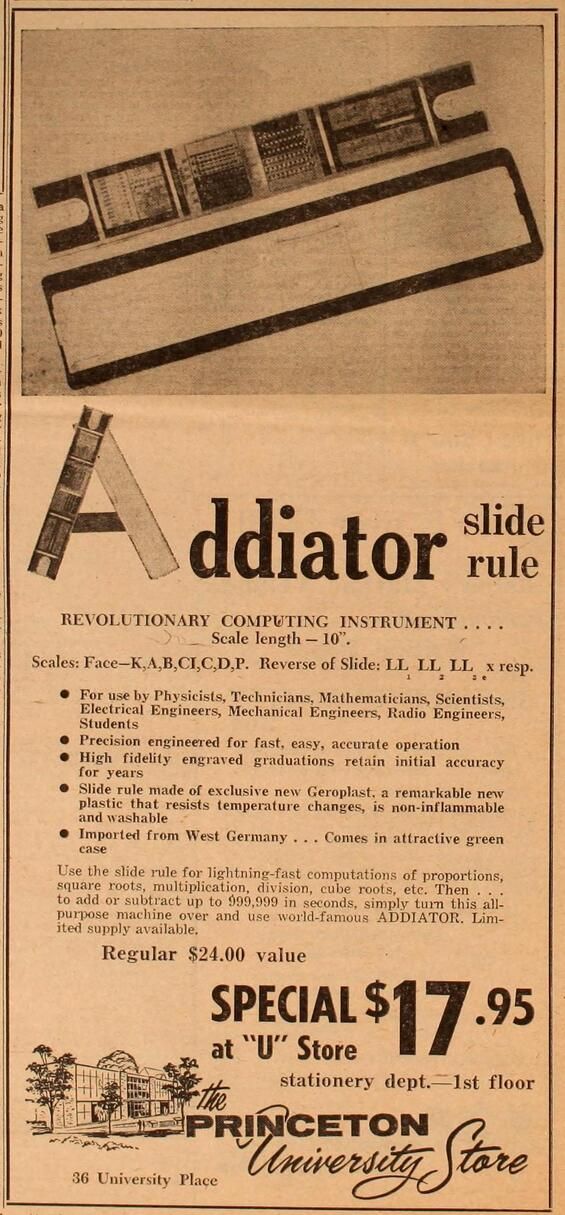 Addiator slide
rule
REVOLUTIONARY COMPUTING INSTRUMENT . . . .
Scale length — 10”.
Scales: Face—K,A,B,CI,C,D,P. Reverse of Slide: LL1 LL2 LL3 ex resp.
● For use by Physicists, Technicians, Mathematicians, Scientists,
Electrical Engineers, Mechanical Engineers, Radio Engineers,
Students
● Precision engineered for fast, easy, accurate operation
● High fidelity engraved graduations retain initial accuracy
for years
● Slide rule made of exclusive new Geroplast, a remarkable new
plastic that resists temperature changes, is non-inflammable
and washable
● Imported from West Germany . . . Comes in attractive green
case
Use the slide rule for lightning-fast computations of proportions,
square roots, multiplication, division, cube roots, etc. Then . . .
to add or subtract up to 999,999 in seconds, simply turn this all-
purpose machine over and use world-famous ADDIATOR. Lim-
ited supply available.
Regular $24.00 value
SPECIAL $17.95
at "U" Store
stationery dept.—1st floor
the
PRINCETON
University Store
36 University Place